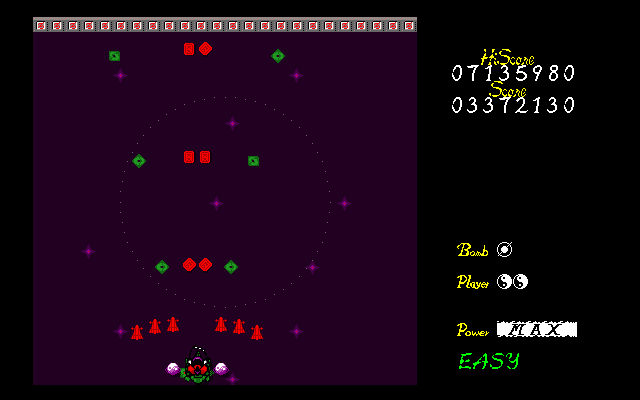 HiScore
07135980
Score
03372130
Bomb
Player
Power MAX
EASY